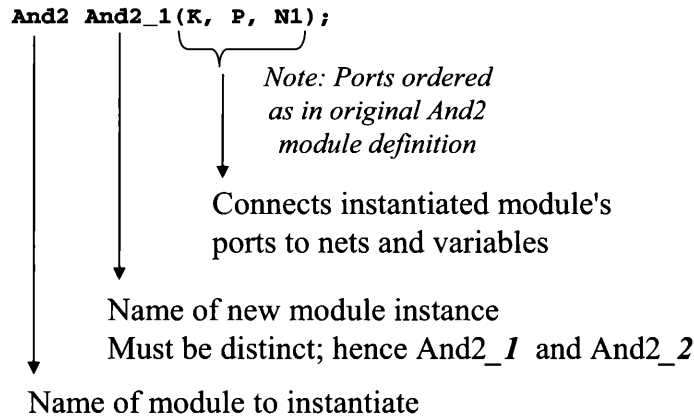 And2 And2_1(K, P, N1);
Note: Ports ordered
as in original And2
module definition
Connects instantiated module's
ports to nets and variables
Name of new module instance
Must be distinct; hence And2_1 and And2_2
Name of module to instantiate